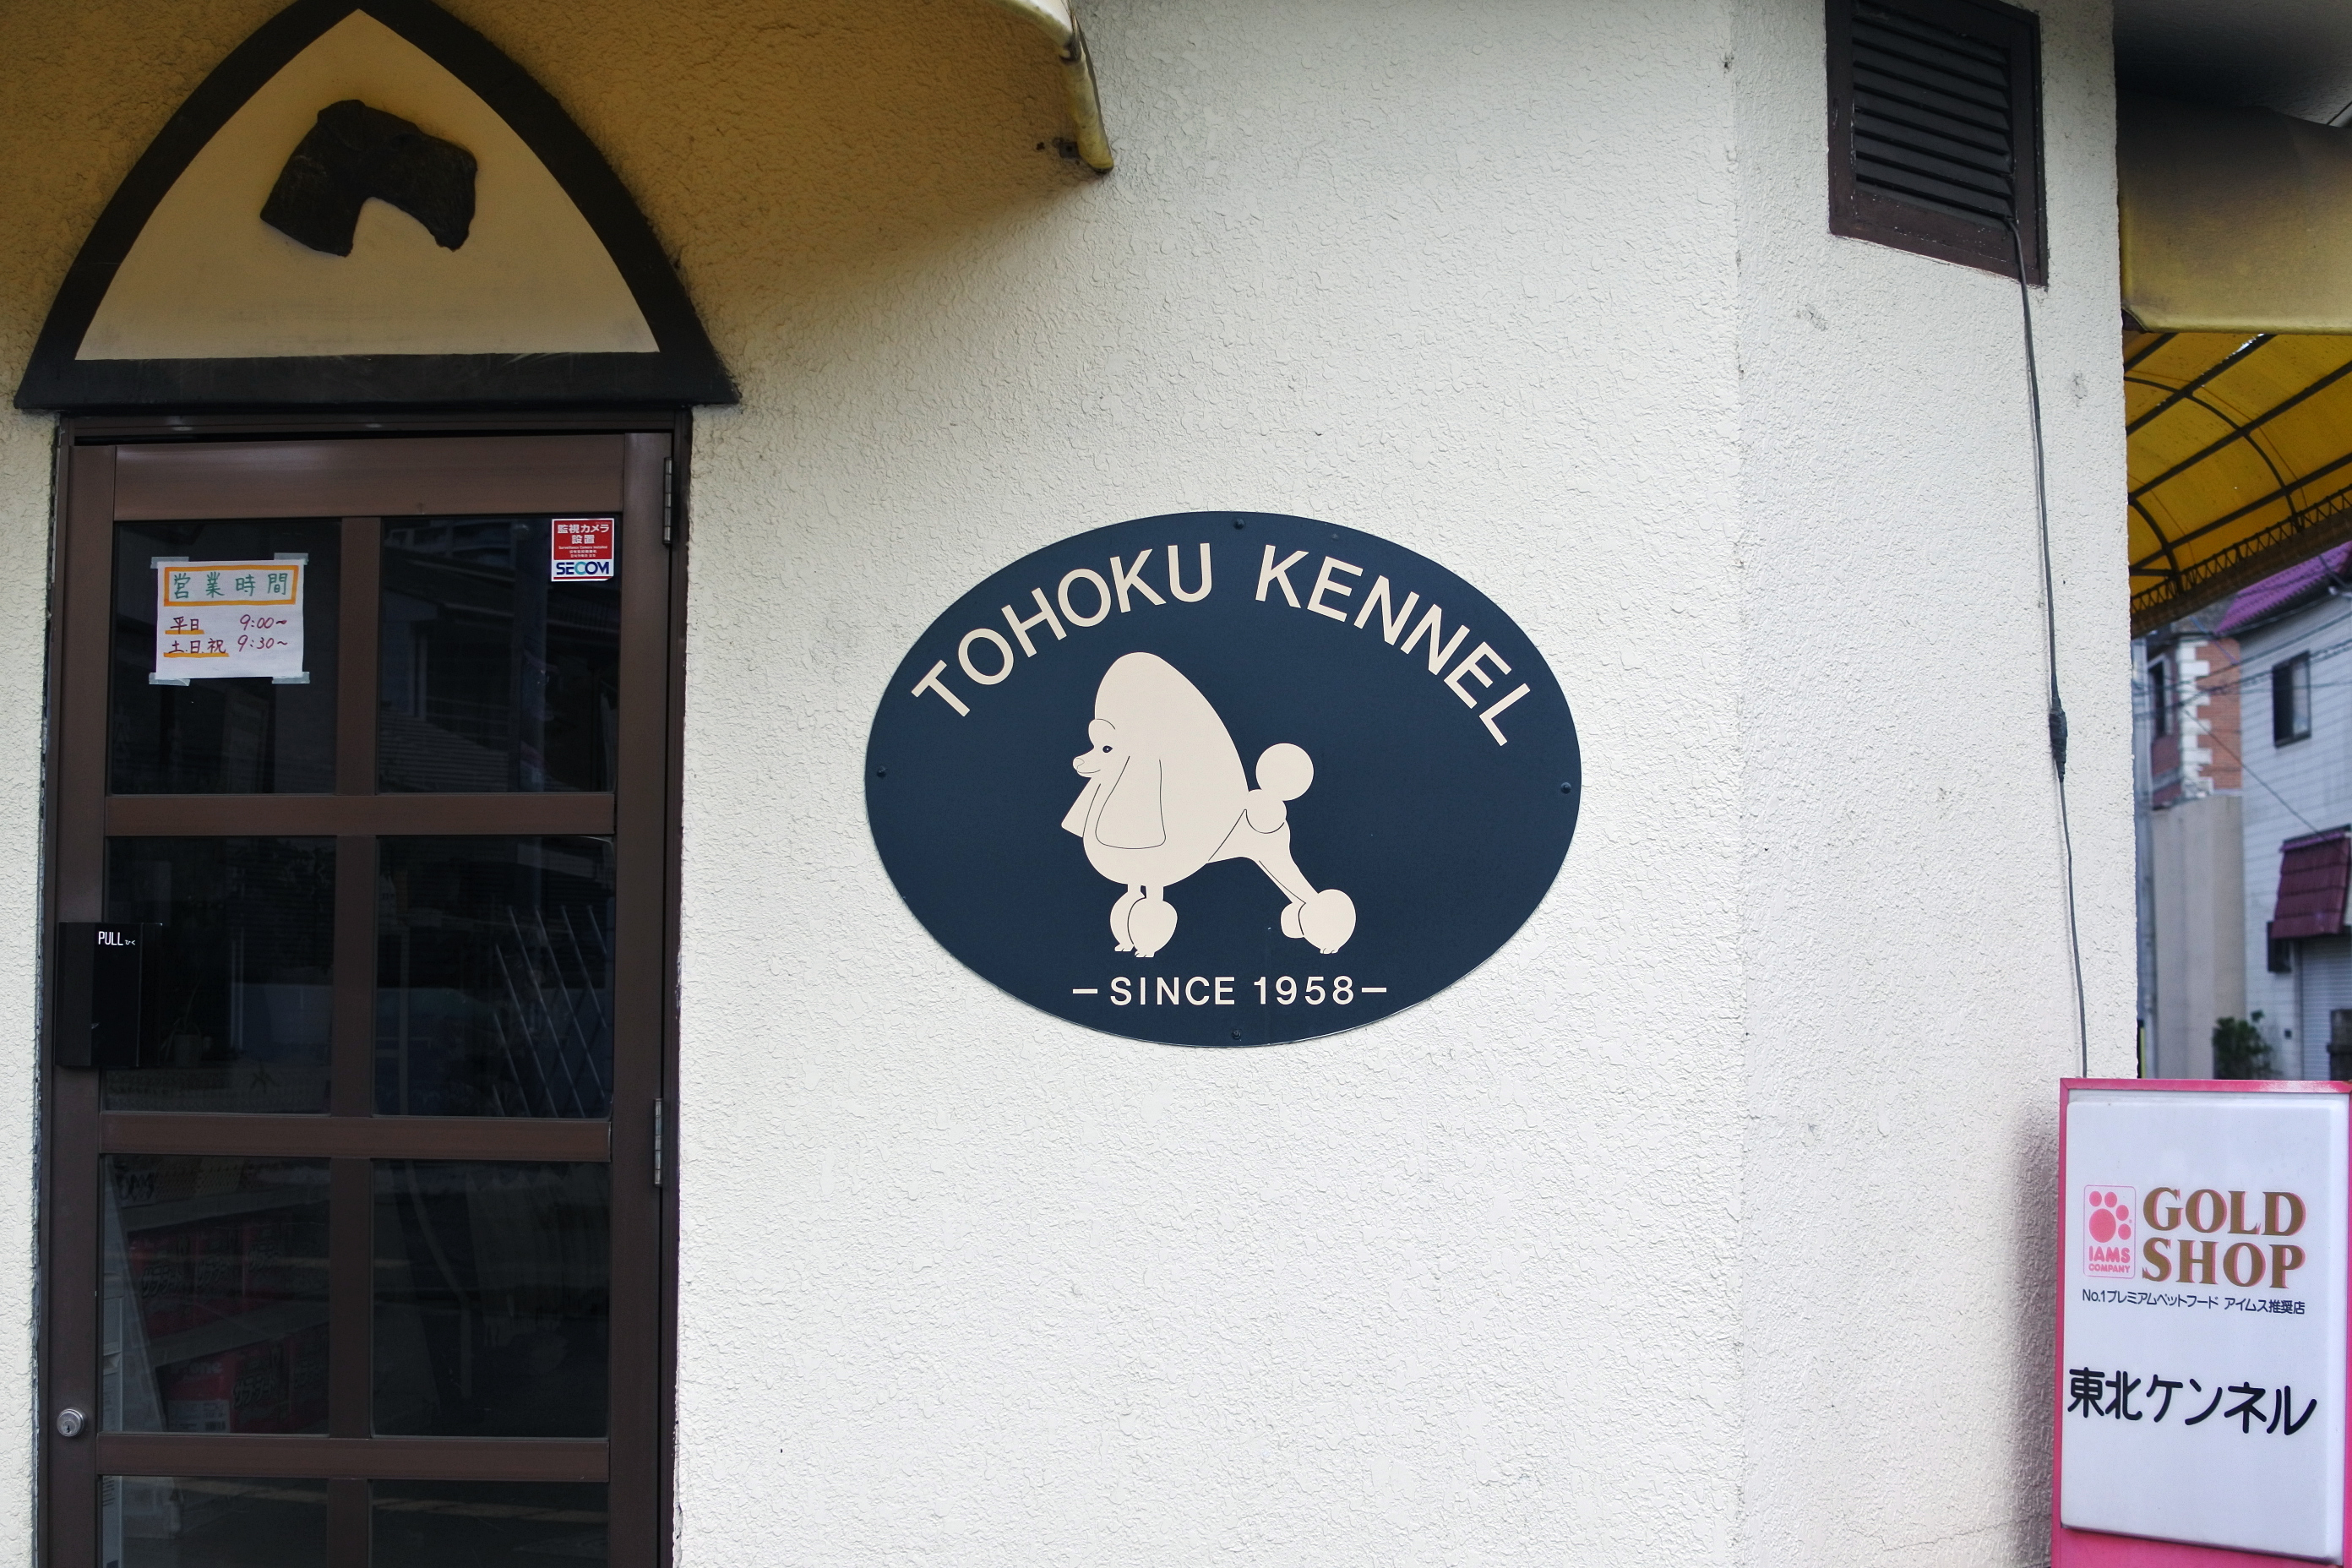 営業時間
平日 9:00~
土.日.祝 9:30~
監視カメラ
設置
SECOM
PULL ひく
TOHOKU KENNEL
—SINCE 1958—
IAMS
COMPANY
GOLD
SHOP
No.1プレミアムペットフード アイムス推奨店
東北ケンネル